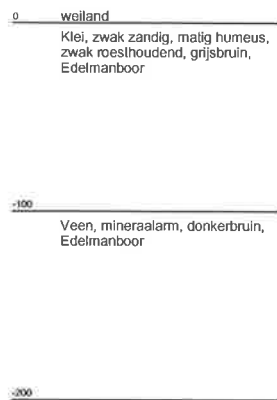 0 weiland
Klei, zwak zandig, matig humeus,
zwak roesthoudend, grijsbruin,
Edelmanboor
-100
Veen, mineraalarm, donkerbruin,
Edelmanboor
-200